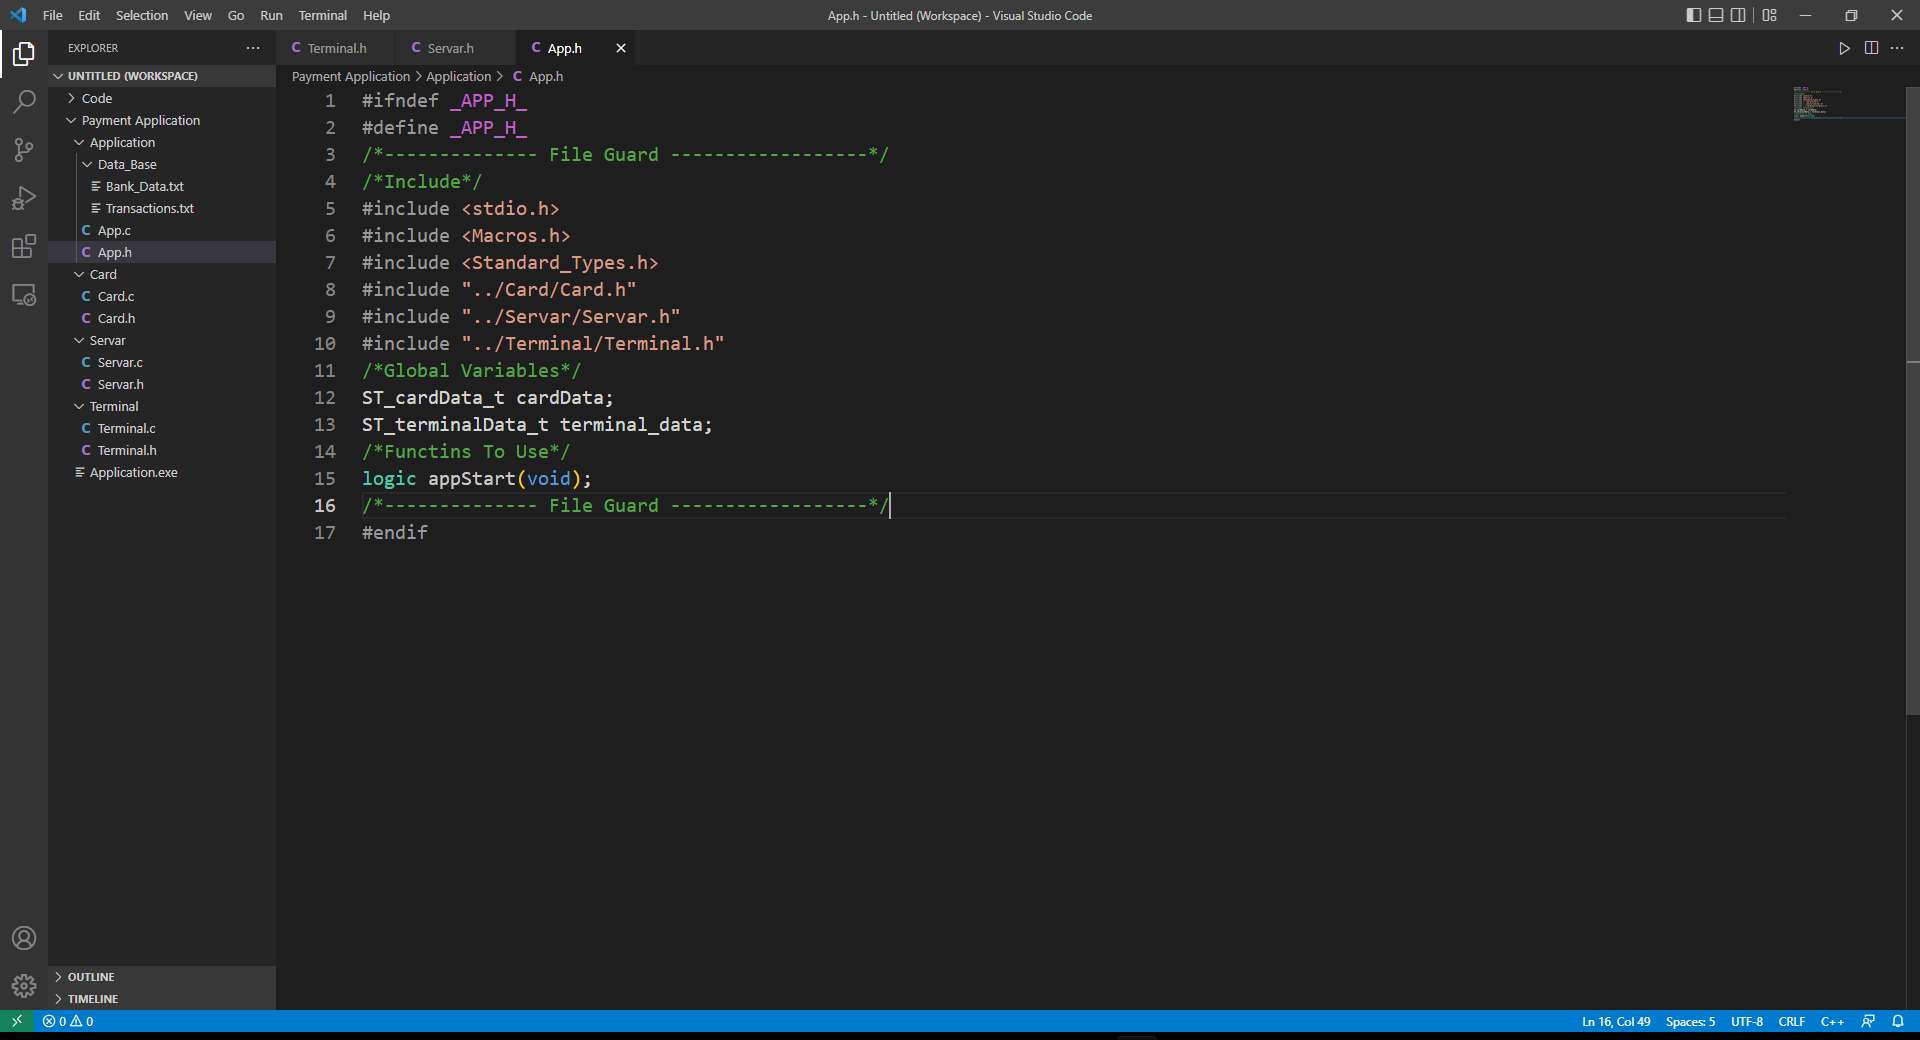 File Edit Selection View Go Run Terminal Help
App.h - Untitled (Workspace) - Visual Studio Code
EXPLORER
UNTITLED (WORKSPACE)
Code
Payment Application
Application
Data_Base
Bank_Data.txt
Transactions.txt
C App.c
C App.h
Card
C Card.c
C Card.h
Servar
C Servar.c
C Servar.h
Terminal
C Terminal.c
C Terminal.h
Application.exe
OUTLINE
TIMELINE
C Terminal.h C Servar.h C App.h
Payment Application > Application > C App.h
1 #ifndef _APP_H_
2 #define _APP_H_
3 /*-------------- File Guard ------------------*/
4 /*Include*/
5 #include <stdio.h>
6 #include <Macros.h>
7 #include <Standard_Types.h>
8 #include "../Card/Card.h"
9 #include "../Servar/Servar.h"
10 #include "../Terminal/Terminal.h"
11 /*Global Variables*/
12 ST_cardData_t cardData;
13 ST_terminalData_t terminal_data;
14 /*Functins To Use*/
15 logic appStart(void);
16 /*-------------- File Guard ------------------*/
17 #endif
0 0
Ln 16, Col 49 Spaces: 5 UTF-8 CRLF C++